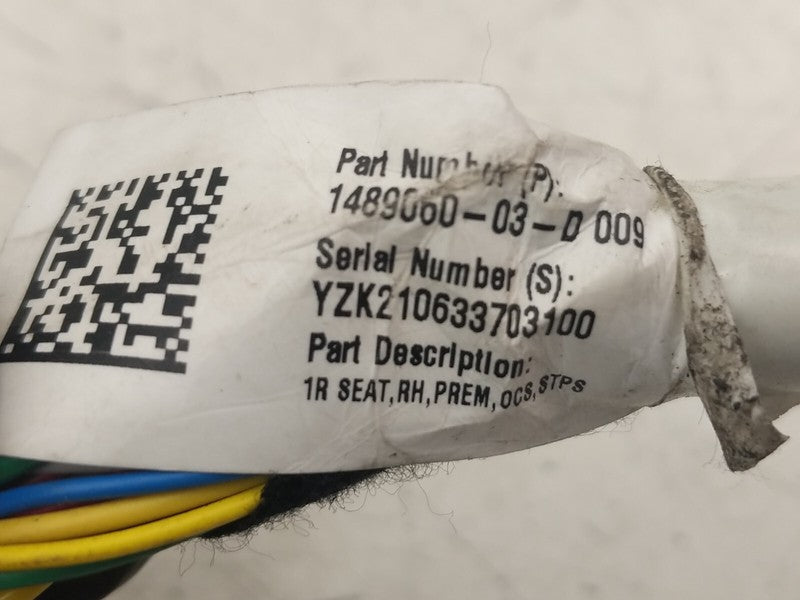 Part Number (P):
1489060-03-D 009
Serial Number (S):
YZK210633703100
Part Description:
1R SEAT,RH,PREM,OCS,STPS